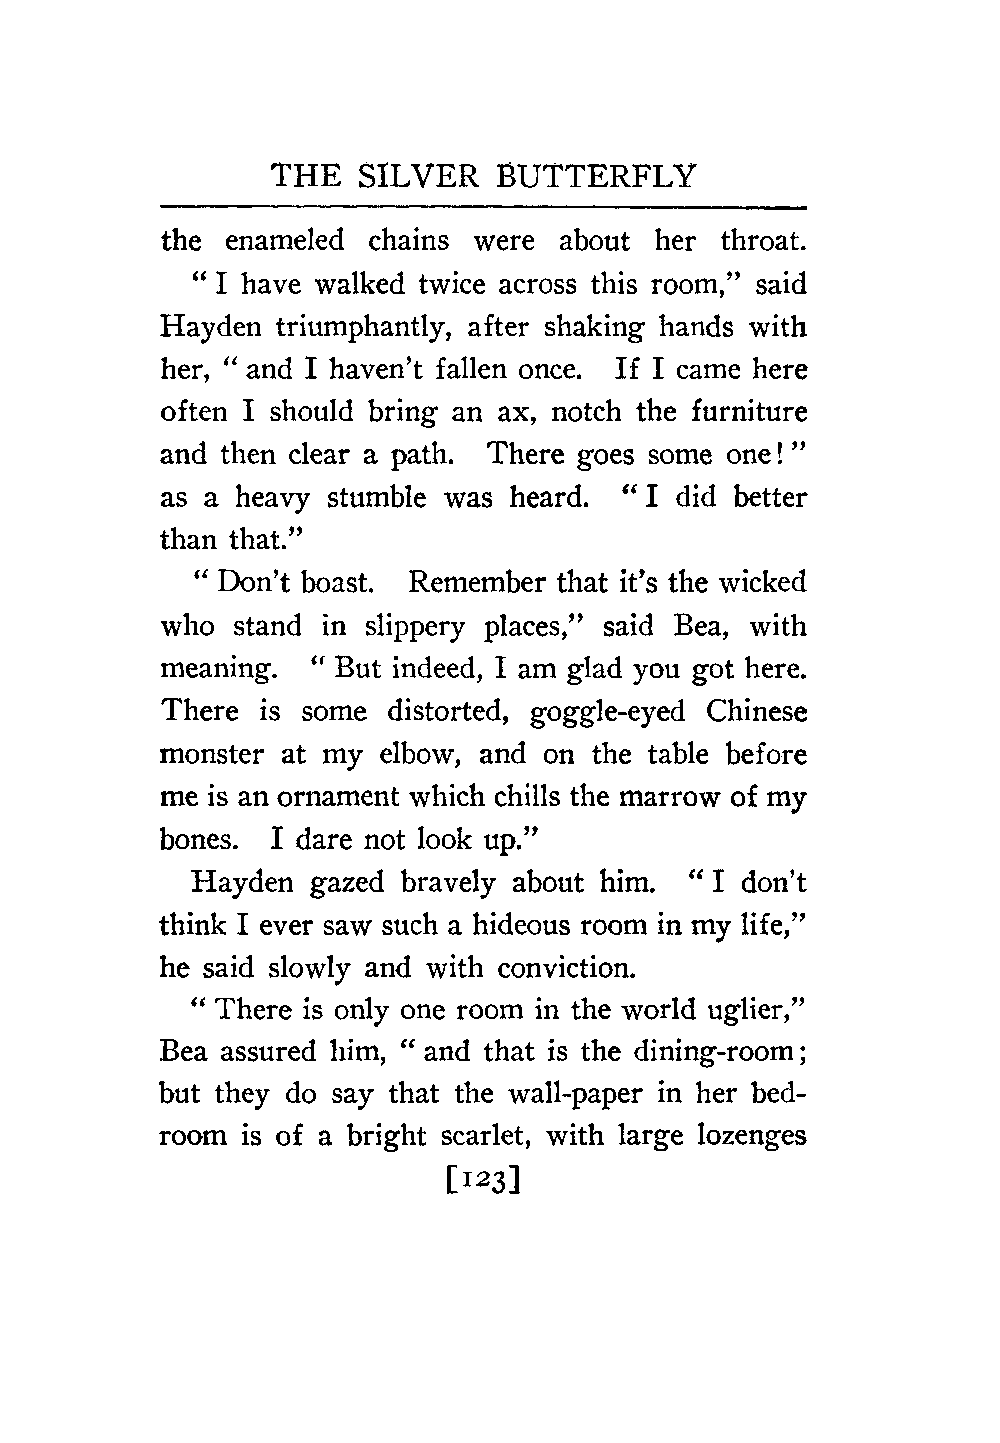 THE SILVER BUTTERFLY
the enameled chains were about her throat.
“ I have walked twice across this room,” said
Hayden triumphantly, after shaking hands with
her, “ and I haven’t fallen once. If I came here
often I should bring an ax, notch the furniture
and then clear a path. There goes some one! ”
as a heavy stumble was heard. “ I did better
than that.”
“ Don’t boast. Remember that it’s the wicked
who stand in slippery places,” said Bea, with
meaning. “ But indeed, I am glad you got here.
There is some distorted, goggle-eyed Chinese
monster at my elbow, and on the table before
me is an ornament which chills the marrow of my
bones. I dare not look up.”
Hayden gazed bravely about him. “ I don’t
think I ever saw such a hideous room in my life,”
he said slowly and with conviction.
“ There is only one room in the world uglier,”
Bea assured him, “ and that is the dining-room;
but they do say that the wall-paper in her bed-
room is of a bright scarlet, with large lozenges
[123]